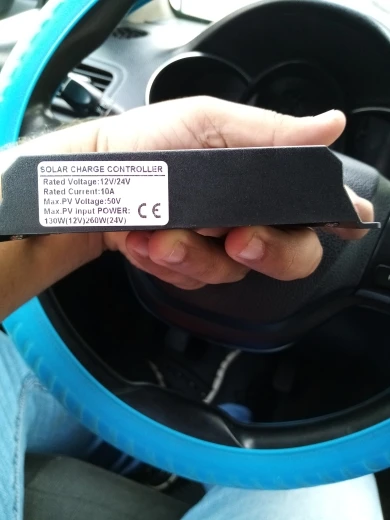 SOLAR CHARGE CONTROLLER
Rated Voltage:12V/24V
Rated Current:10A
Max.PV Voltage:50V
Max.PV input POWER:
130W(12V)260W(24V)
CE